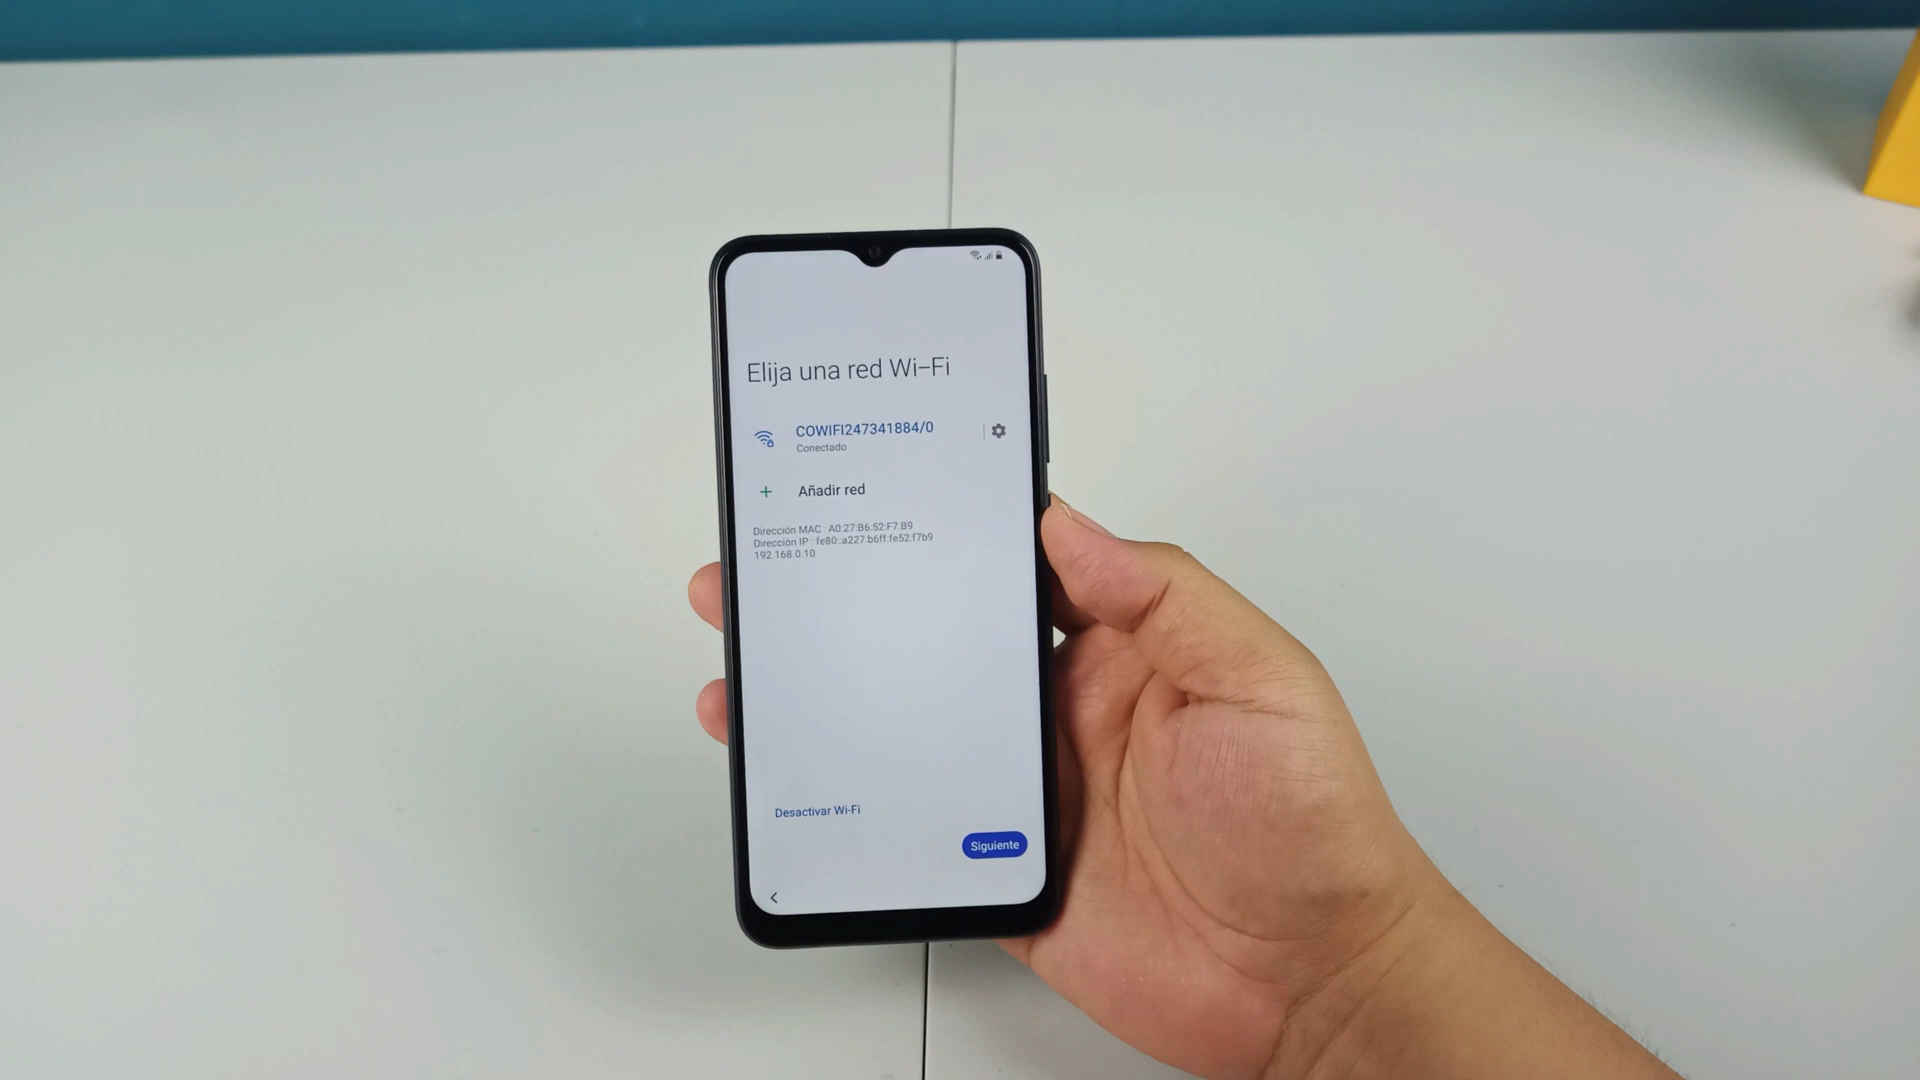 Elija una red Wi-Fi
COWIFI247341884/0
Conectado
Añadir red
Dirección MAC : A0:27:B6:52:F7:B9
Dirección IP : fe80::a227:b6ff:fe52:f7b9
192.168.0.10
Desactivar Wi-Fi
Siguiente